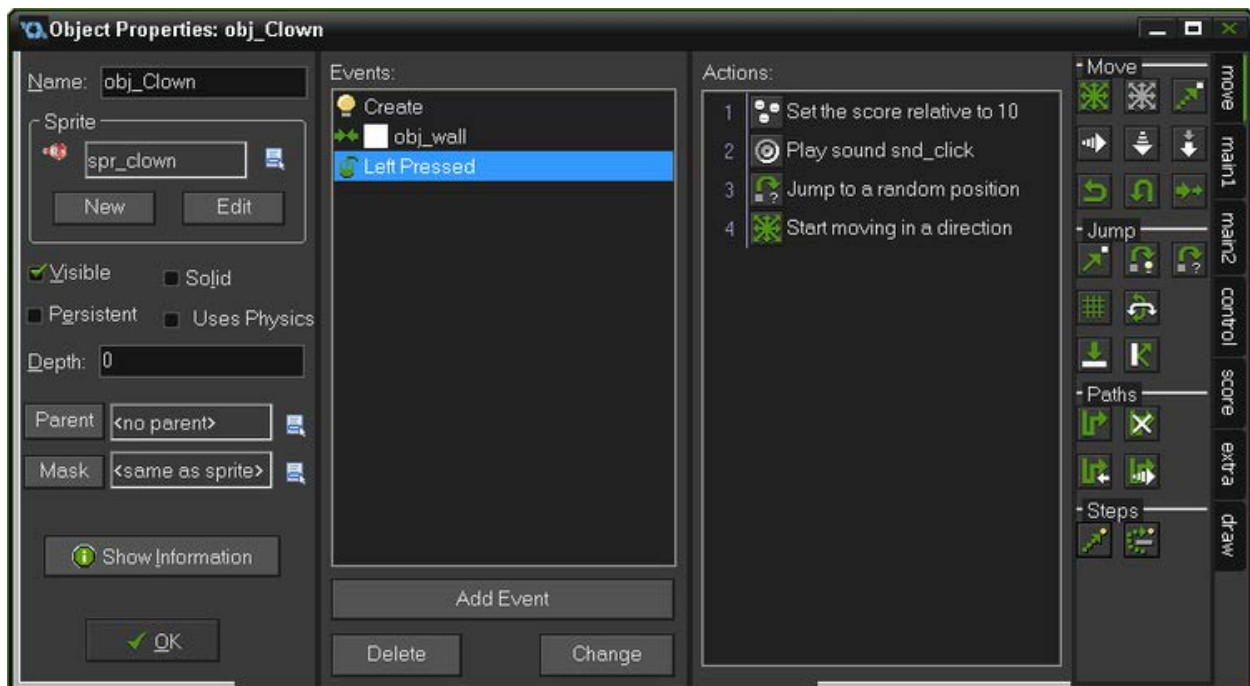 Object Properties: obj_Clown
Name: obj_Clown
Sprite
spr_clown
New Edit
Visible Solid
Persistent Uses Physics
Depth: 0
Parent <no parent>
Mask <same as sprite>
Show Information
OK
Events:
Create
obj_wall
Left Pressed
Add Event
Delete Change
Actions:
1 Set the score relative to 10
2 Play sound snd_click
3 Jump to a random position
4 Start moving in a direction
Move
Jump
Paths
Steps
move
main1
main2
control
score
extra
draw